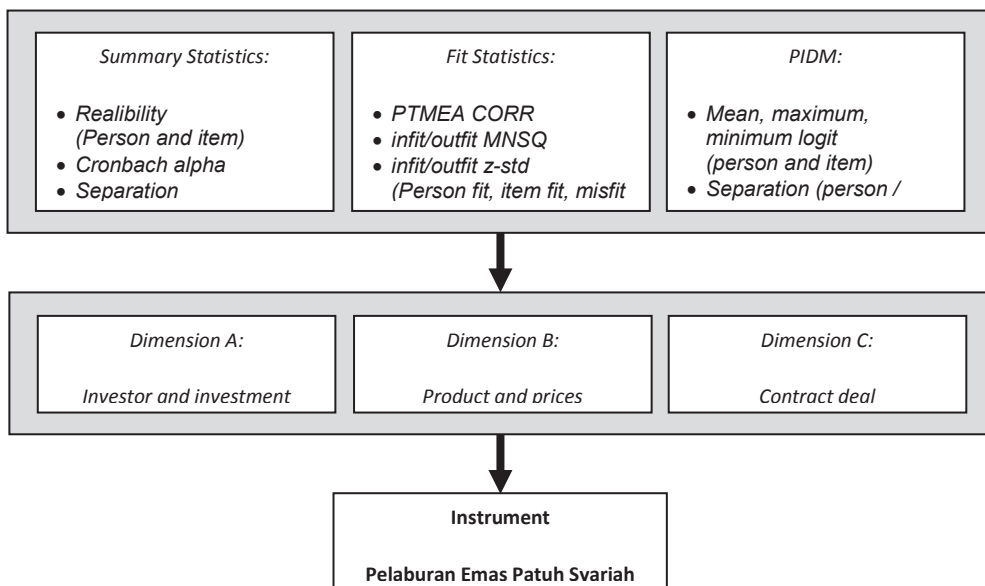 Summary Statistics:
• Realibility
(Person and item)
• Cronbach alpha
• Separation
Fit Statistics:
• PTMEA CORR
• infit/outfit MNSQ
• infit/outfit z-std
(Person fit, item fit, misfit
PIDM:
• Mean, maximum,
minimum logit
(person and item)
• Separation (person /
Dimension A:
Investor and investment
Dimension B:
Product and prices
Dimension C:
Contract deal
Instrument
Pelaburan Emas Patuh Syariah